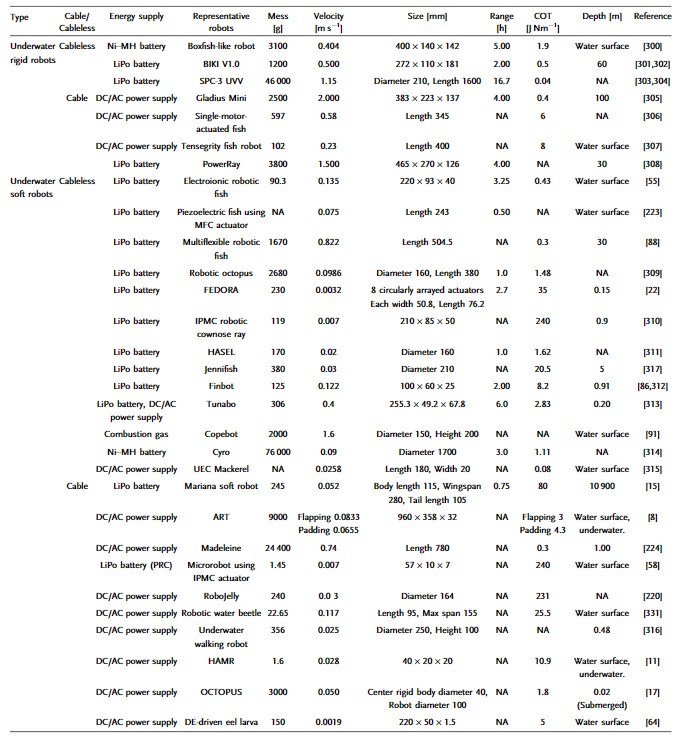 Type Cable/ Cableless Energy supply Representative robots Mess [g] Velocity [m s⁻¹] Size [mm] Range [h] COT [J Nm⁻¹] Depth [m] Reference
Underwater rigid robots Cableless Ni–MH battery Boxfish-like robot 3100 0.404 400 × 140 × 142 5.00 1.9 Water surface [300]
LiPo battery BIKI V1.0 1200 0.500 272 × 110 × 181 2.00 0.5 60 [301,302]
LiPo battery SPC-3 UVV 46 000 1.15 Diameter 210, Length 1600 16.7 0.04 NA [303,304]
Cable DC/AC power supply Gladius Mini 2500 2.000 383 × 223 × 137 4.00 0.4 100 [305]
DC/AC power supply Single-motor-actuated fish 597 0.58 Length 345 NA 6 NA [306]
DC/AC power supply Tensegrity fish robot 102 0.23 Length 400 NA 8 Water surface [307]
LiPo battery PowerRay 3800 1.500 465 × 270 × 126 4.00 NA 30 [308]
Underwater soft robots Cableless LiPo battery Electroionic robotic fish 90.3 0.135 220 × 93 × 40 3.25 0.43 Water surface [55]
LiPo battery Piezoelectric fish using MFC actuator NA 0.075 Length 243 0.50 NA Water surface [223]
LiPo battery Multiflexible robotic fish 1670 0.822 Length 504.5 NA 0.3 30 [88]
LiPo battery Robotic octopus 2680 0.0986 Diameter 160, Length 380 1.0 1.48 NA [309]
LiPo battery FEDORA 230 0.0032 8 circularly arrayed actuators Each width 50.8, Length 76.2 2.7 35 0.15 [22]
LiPo battery IPMC robotic cownose ray 119 0.007 210 × 85 × 50 NA 240 0.9 [310]
LiPo battery HASEL 170 0.02 Diameter 160 1.0 1.62 NA [311]
LiPo battery Jennifish 380 0.03 Diameter 210 NA 20.5 5 [317]
LiPo battery Finbot 125 0.122 100 × 60 × 25 2.00 8.2 0.91 [86,312]
LiPo battery, DC/AC power supply Tunabo 306 0.4 255.3 × 49.2 × 67.8 6.0 2.83 0.20 [313]
Combustion gas Copebot 2000 1.6 Diameter 150, Height 200 NA NA Water surface [91]
Ni–MH battery Cyro 76 000 0.09 Diameter 1700 3.0 1.11 NA [314]
DC/AC power supply UEC Mackerel NA 0.0258 Length 180, Width 20 NA 0.08 Water surface [315]
Cable LiPo battery Mariana soft robot 245 0.052 Body length 115, Wingspan 280, Tail length 105 0.75 80 10 900 [15]
DC/AC power supply ART 9000 Flapping 0.0833 Padding 0.0655 960 × 358 × 32 NA Flapping 3 Padding 4.3 Water surface, underwater. [8]
DC/AC power supply Madeleine 24 400 0.74 Length 780 NA 0.3 1.00 [224]
LiPo battery (PRC) Microrobot using IPMC actuator 1.45 0.007 57 × 10 × 7 NA 240 Water surface [58]
DC/AC power supply RoboJelly 240 0.0 3 Diameter 164 NA 231 NA [220]
DC/AC power supply Robotic water beetle 22.65 0.117 Length 95, Max span 155 NA 25.5 Water surface [331]
DC/AC power supply Underwater walking robot 356 0.025 Diameter 250, Height 100 NA NA 0.48 [316]
DC/AC power supply HAMR 1.6 0.028 40 × 20 × 20 NA 10.9 Water surface, underwater. [11]
DC/AC power supply OCTOPUS 3000 0.050 Center rigid body diameter 40, Robot diameter 100 NA 1.8 0.02 (Submerged) [17]
DC/AC power supply DE-driven eel larva 150 0.0019 220 × 50 × 1.5 NA 5 Water surface [64]